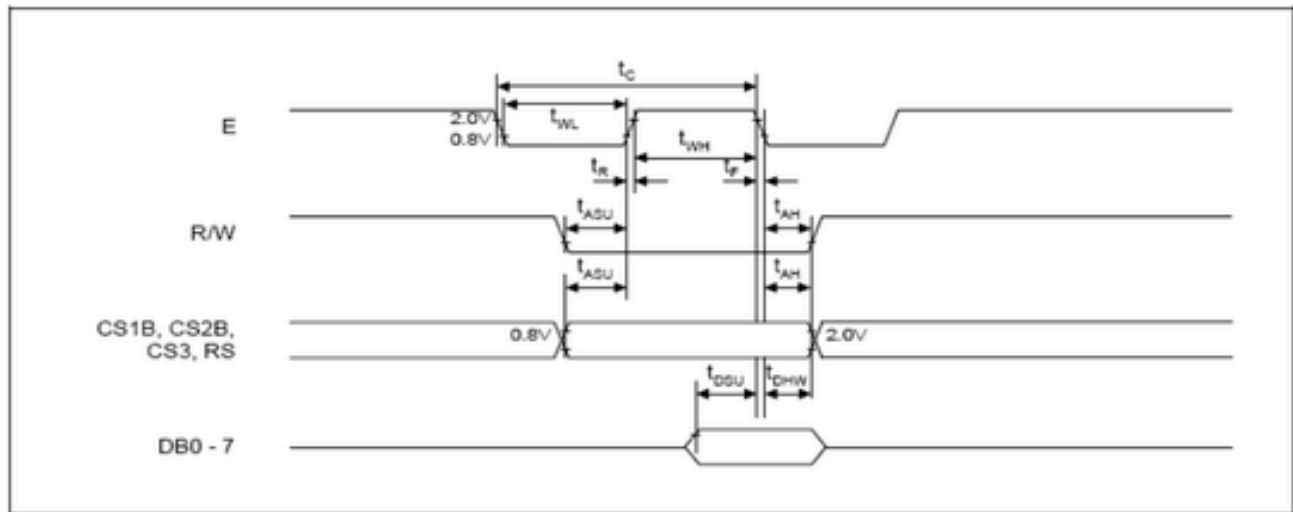 tC
E
2.0V
0.8V
tWL
tWH
tR
tF
R/W
tASU
tAH
tASU
tAH
CS1B, CS2B,
CS3, RS
0.8V
2.0V
tDSU
tDHW
DB0 - 7